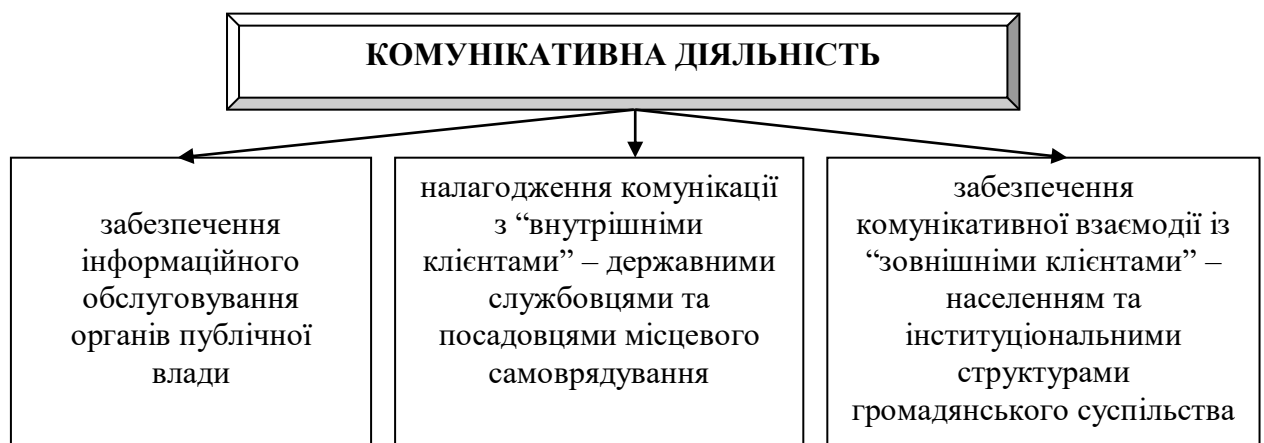 КОМУНІКАТИВНА ДІЯЛЬНІСТЬ
забезпечення
інформаційного
обслуговування
органів публічної
влади
налагодження комунікації
з “внутрішніми
клієнтами” – державними
службовцями та
посадовцями місцевого
самоврядування
забезпечення
комунікативної взаємодії із
“зовнішніми клієнтами” –
населенням та
інституціональними
структурами
громадянського суспільства